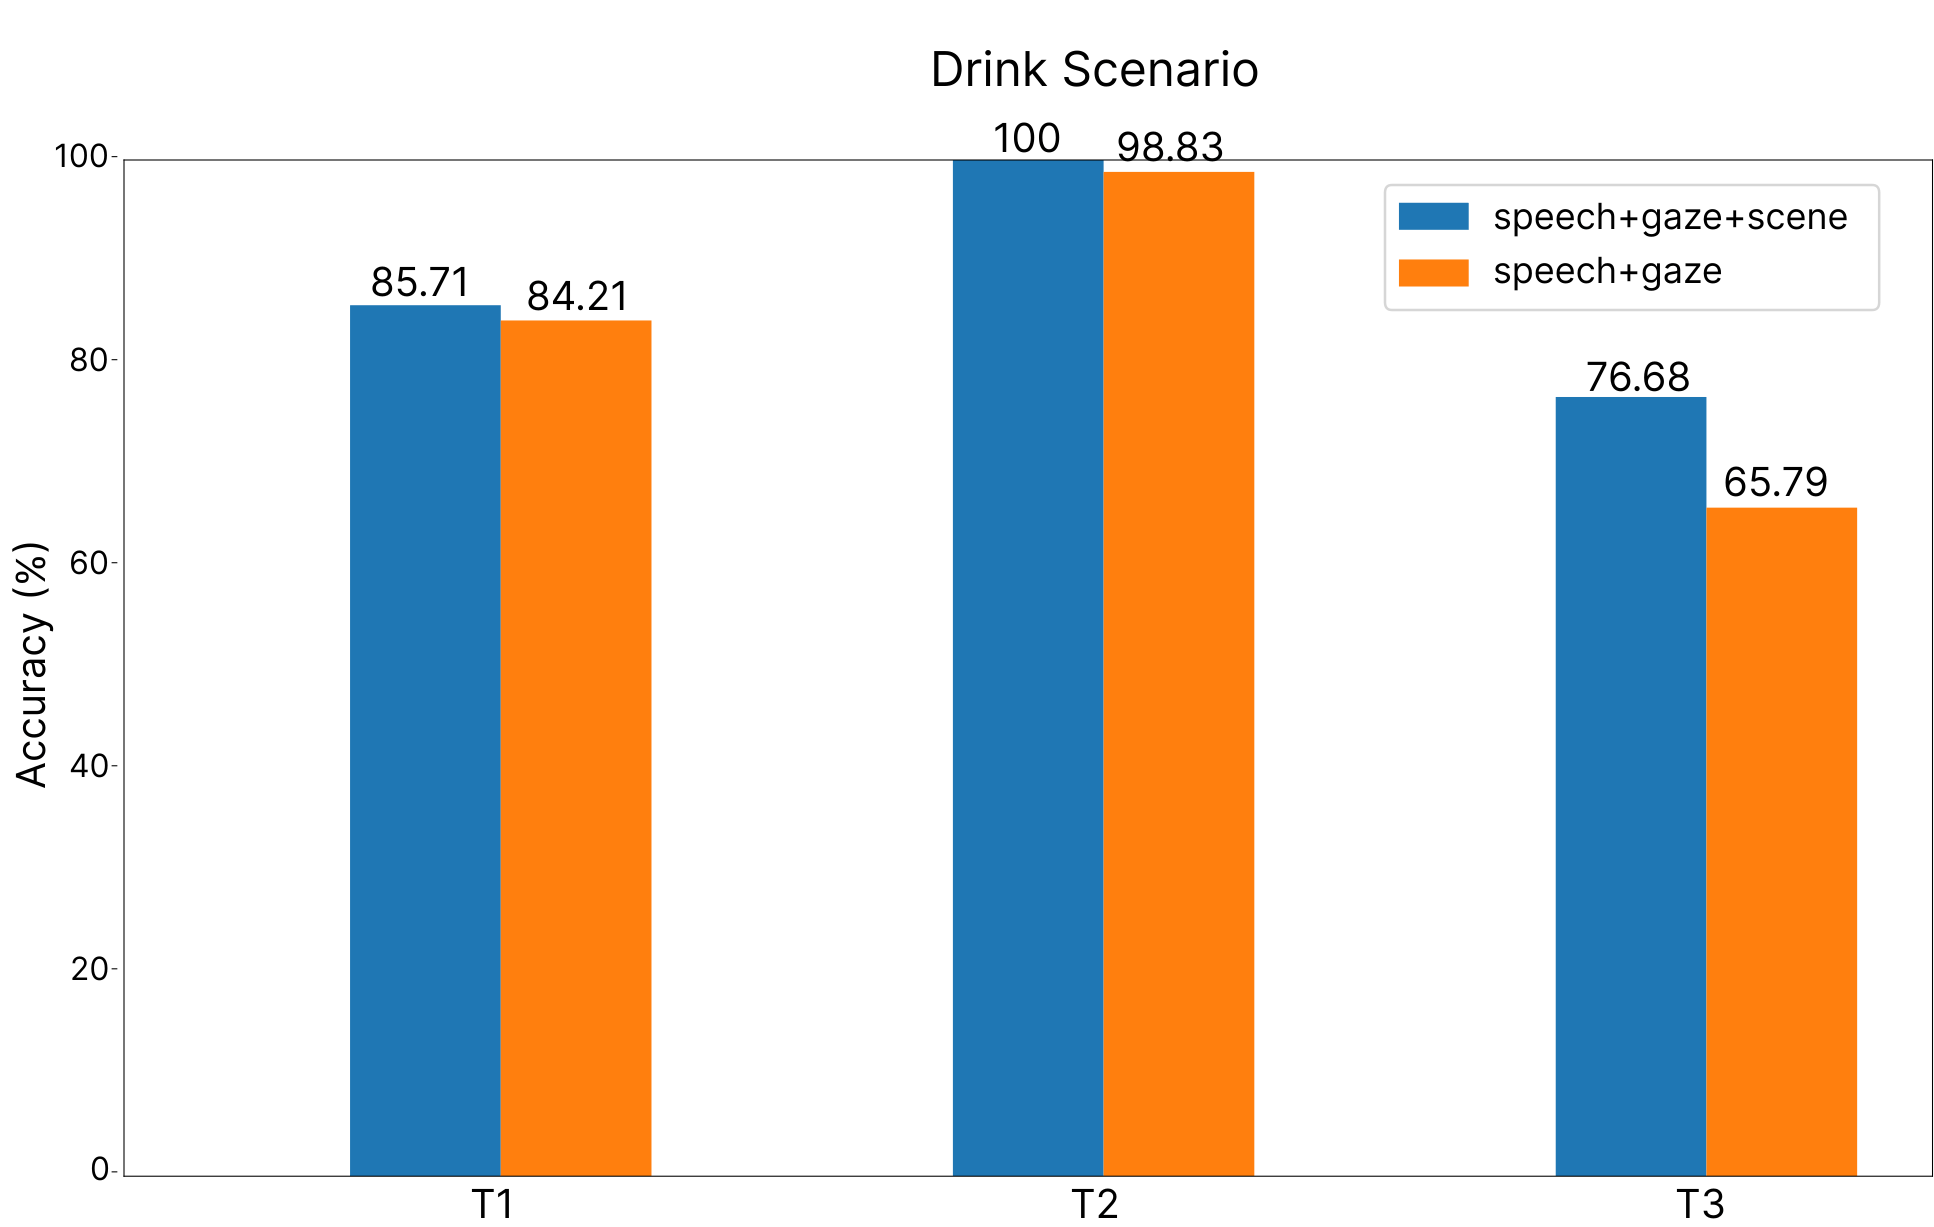 Drink Scenario
100
98.83
100
speech+gaze+scene
speech+gaze
85.71
84.21
80
76.68
65.79
60
Accuracy (%)
40
20
0
T1
T2
T3